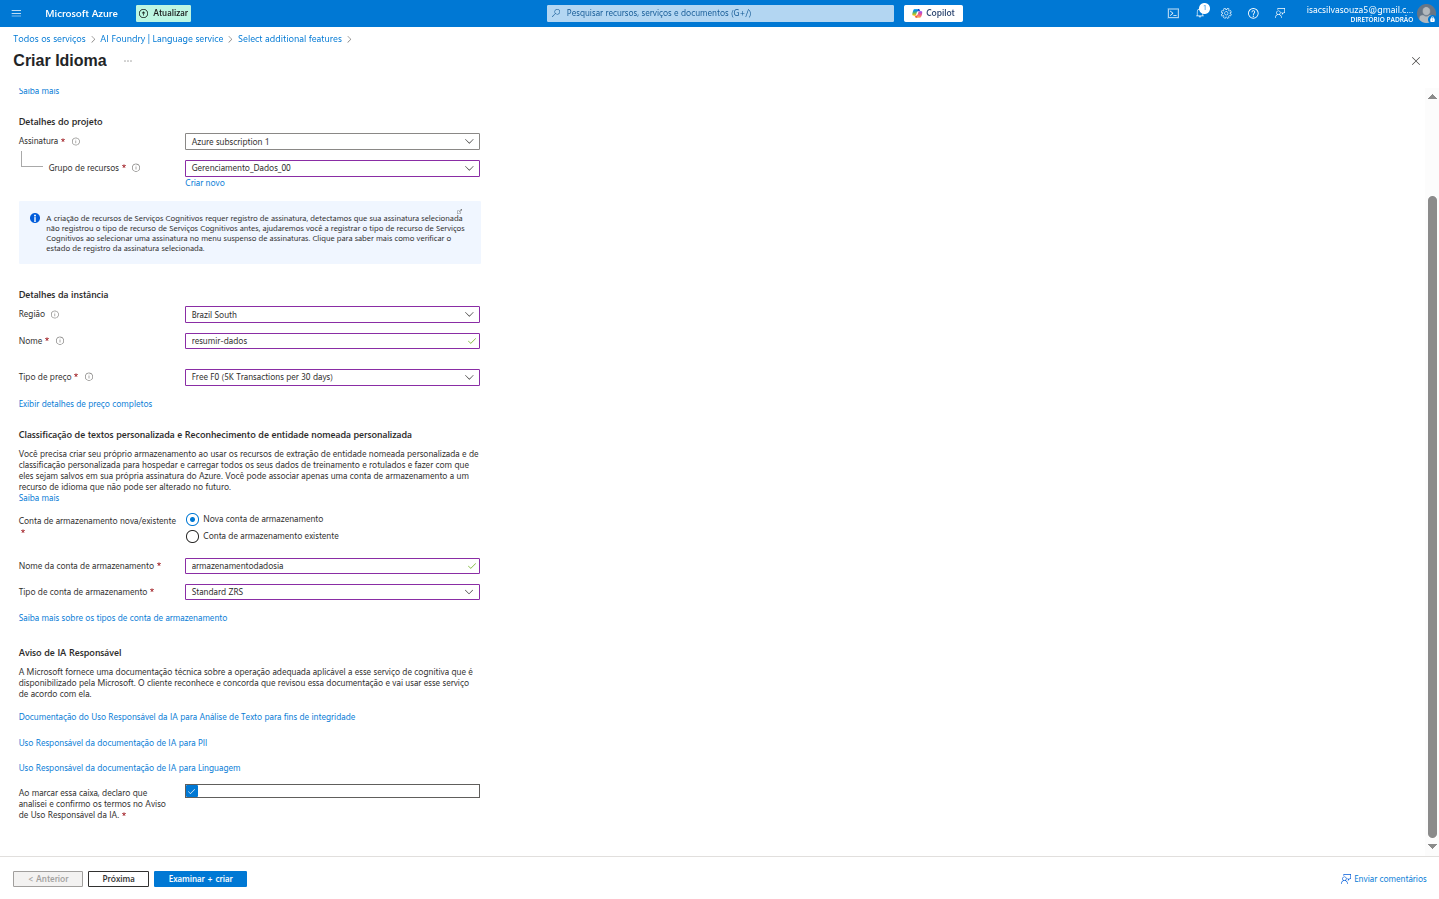 Microsoft Azure
Atualizar
Pesquisar recursos, serviços e documentos (G+/)
Copilot
1
isacsilvasouza5@gmail.c...
DIRETÓRIO PADRÃO
Todos os serviços > AI Foundry | Language service > Select additional features >
Criar Idioma ...
Saiba mais
Detalhes do projeto
Assinatura *
Azure subscription 1
Grupo de recursos *
Gerenciamento_Dados_00
Criar novo
A criação de recursos de Serviços Cognitivos requer registro de assinatura, detectamos que sua assinatura selecionada
não registrou o tipo de recurso de Serviços Cognitivos antes, ajudaremos você a registrar o tipo de recurso de Serviços
Cognitivos ao selecionar uma assinatura no menu suspenso de assinaturas. Clique para saber mais como verificar o
estado de registro da assinatura selecionada.
Detalhes da instância
Região
Brazil South
Nome *
resumir-dados
Tipo de preço *
Free F0 (5K Transactions per 30 days)
Exibir detalhes de preço completos
Classificação de textos personalizada e Reconhecimento de entidade nomeada personalizada
Você precisa criar seu próprio armazenamento ao usar os recursos de extração de entidade nomeada personalizada e de
classificação personalizada para hospedar e carregar todos os seus dados de treinamento e rotulados e fazer com que
eles sejam salvos em sua própria assinatura do Azure. Você pode associar apenas uma conta de armazenamento a um
recurso de idioma que não pode ser alterado no futuro.
Saiba mais
Conta de armazenamento nova/existente
*
Nova conta de armazenamento
Conta de armazenamento existente
Nome da conta de armazenamento *
armazenamentodadosia
Tipo de conta de armazenamento *
Standard ZRS
Saiba mais sobre os tipos de conta de armazenamento
Aviso de IA Responsável
A Microsoft fornece uma documentação técnica sobre a operação adequada aplicável a esse serviço de cognitiva que é
disponibilizado pela Microsoft. O cliente reconhece e concorda que revisou essa documentação e vai usar esse serviço
de acordo com ela.
Documentação do Uso Responsável da IA para Análise de Texto para fins de integridade
Uso Responsável da documentação de IA para PII
Uso Responsável da documentação de IA para Linguagem
Ao marcar essa caixa, declaro que
analisei e confirmo os termos no Aviso
de Uso Responsável da IA. *
< Anterior
Próxima
Examinar + criar
Enviar comentários